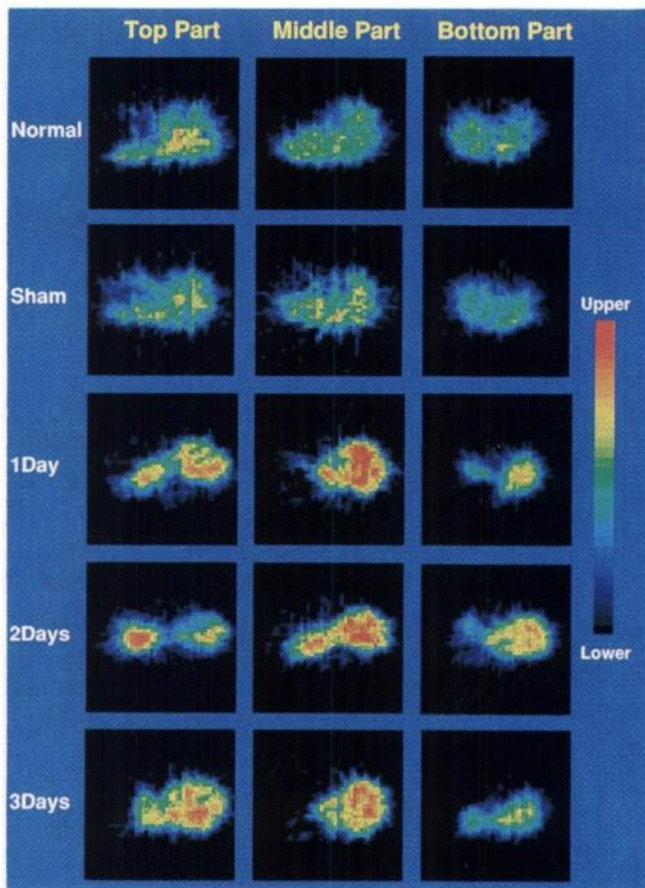 Top Part Middle Part Bottom Part
Normal
Sham
Upper
1Day
2Days
Lower
3Days